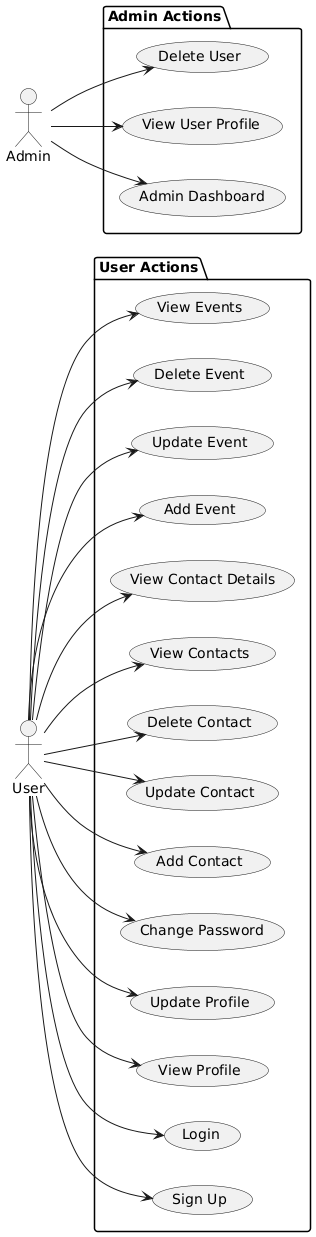 Admin Actions
Delete User
View User Profile
Admin
Admin Dashboard
User Actions
View Events
Delete Event
Update Event
Add Event
View Contact Details
View Contacts
Delete Contact
User
Update Contact
Add Contact
Change Password
Update Profile
View Profile
Login
Sign Up